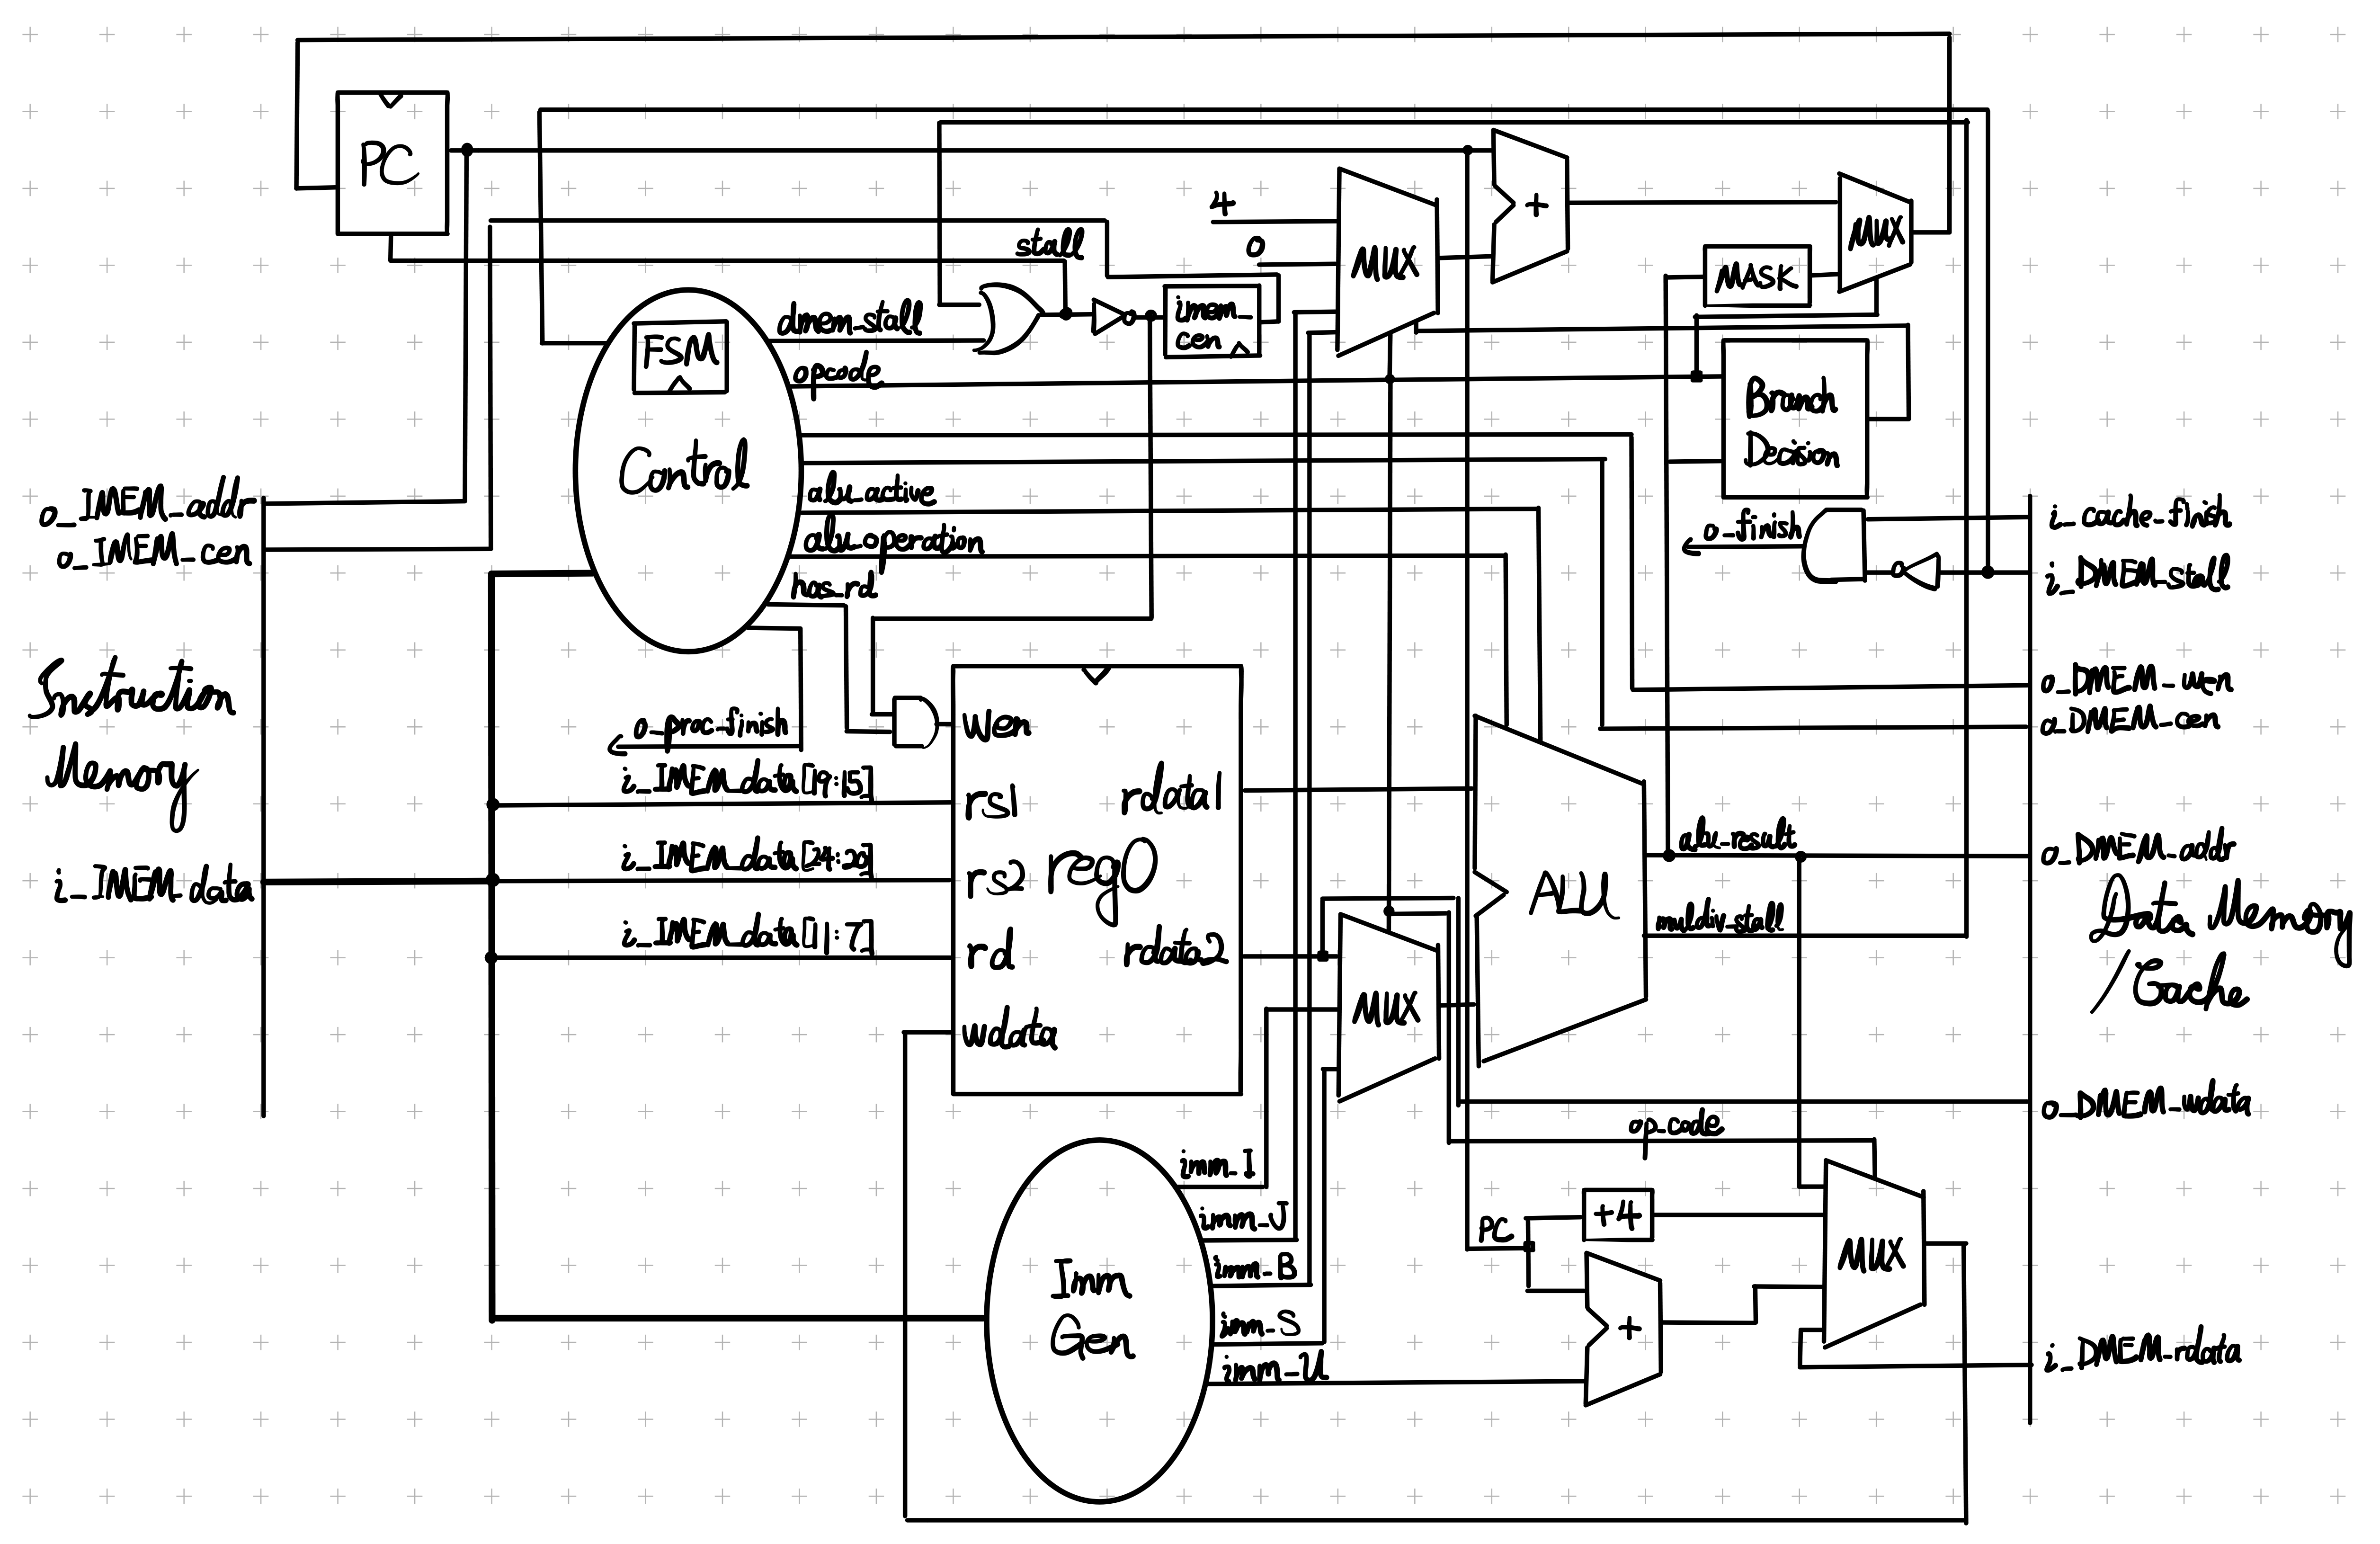 PC
4
MUX
+
MUX
stall
0
MASK
FSM
dmem_stall
imem_
cen
opcode
Branch
Decision
Control
alu_active
o_IMEM_addr
o_finish
i_cache_finish
alu_operation
o_IMEM_cen
has_rd
i_DMEM_stall
Instruction
Memory
o_DMEM_wen
o_proc_finish
wen
o_DMEM_cen
i_IMEM_data[19:15]
rs1
rdata1
alu_result
i_IMEM_data[24:20]
o_DMEM_addr
i_IMEM_data
rs2
reg0
ALU
Data Memory
/Cache
muldiv_stall
i_IMEM_data[11:7]
rd
rdata2
MUX
wdata
o_DMEM_wdata
op_code
imm_I
imm_J
PC
+4
MUX
imm_B
Imm
Gen
imm_S
+
imm_U
i_DMEM_rdata